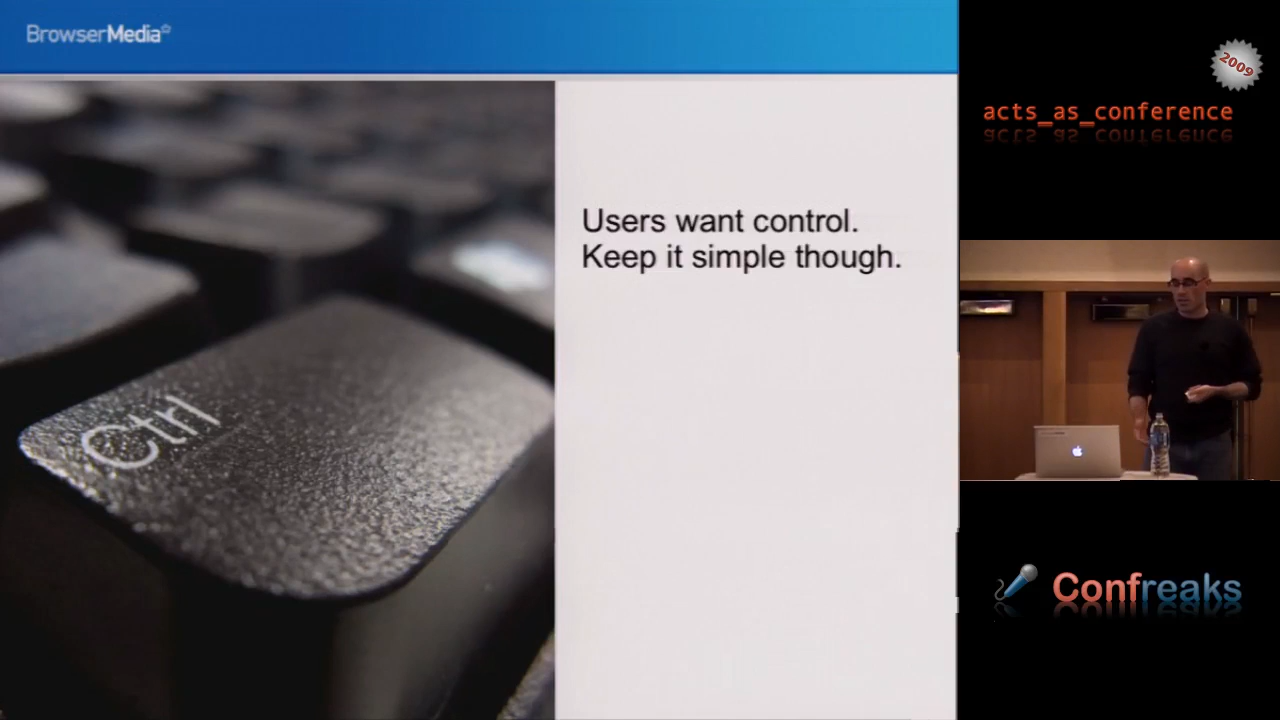 BrowserMedia
2009
acts_as_conference
Users want control.
Keep it simple though.
Ctrl
Confreaks